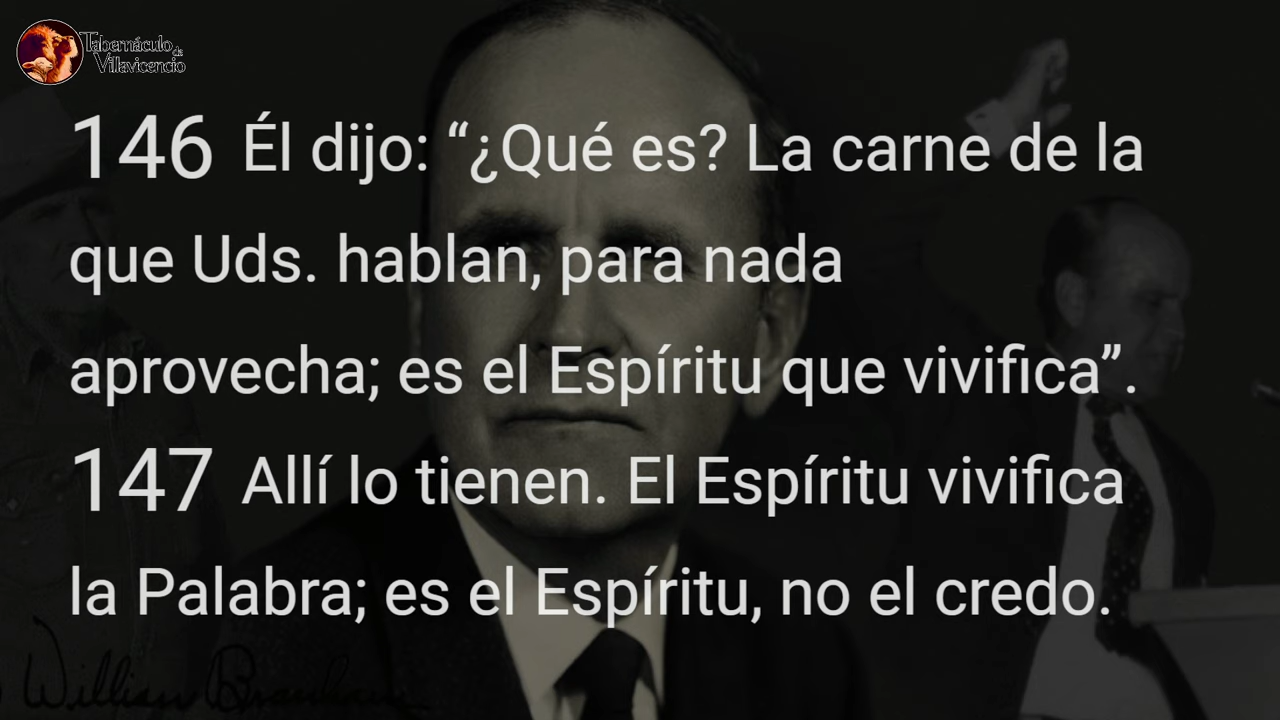 Tabernáculo de
Villavicencio
146 Él dijo: “¿Qué es? La carne de la
que Uds. hablan, para nada
aprovecha; es el Espíritu que vivifica”.
147 Allí lo tienen. El Espíritu vivifica
la Palabra; es el Espíritu, no el credo.
William Branham